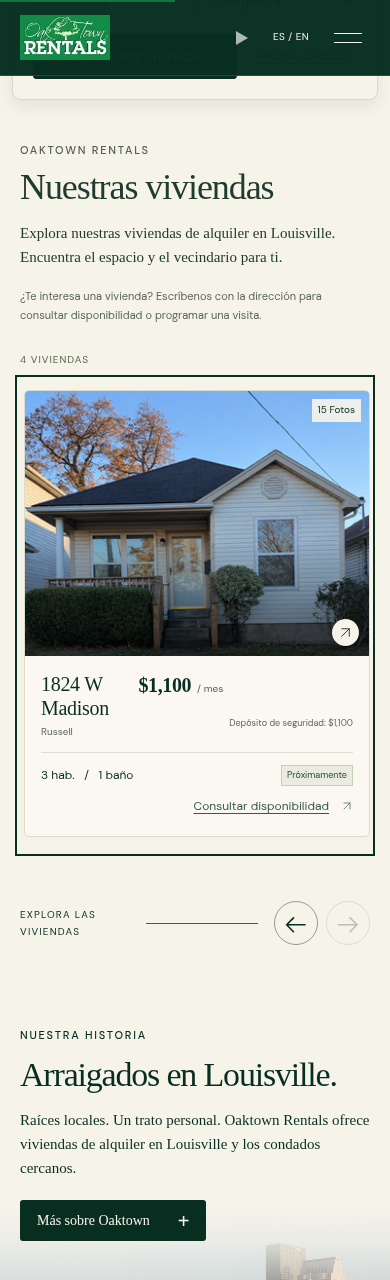 Oak Town
RENTALS
ES / EN
OAKTOWN RENTALS
Nuestras viviendas
Explora nuestras viviendas de alquiler en Louisville.
Encuentra el espacio y el vecindario para ti.
¿Te interesa una vivienda? Escríbenos con la dirección para
consultar disponibilidad o programar una visita.
4 VIVIENDAS
15 Fotos
1824 W
Madison
$1,100 / mes
Russell
Depósito de seguridad: $1,100
3 hab. / 1 baño
Próximamente
Consultar disponibilidad
EXPLORA LAS
VIVIENDAS
NUESTRA HISTORIA
Arraigados en Louisville.
Raíces locales. Un trato personal. Oaktown Rentals ofrece
viviendas de alquiler en Louisville y los condados
cercanos.
Más sobre Oaktown +